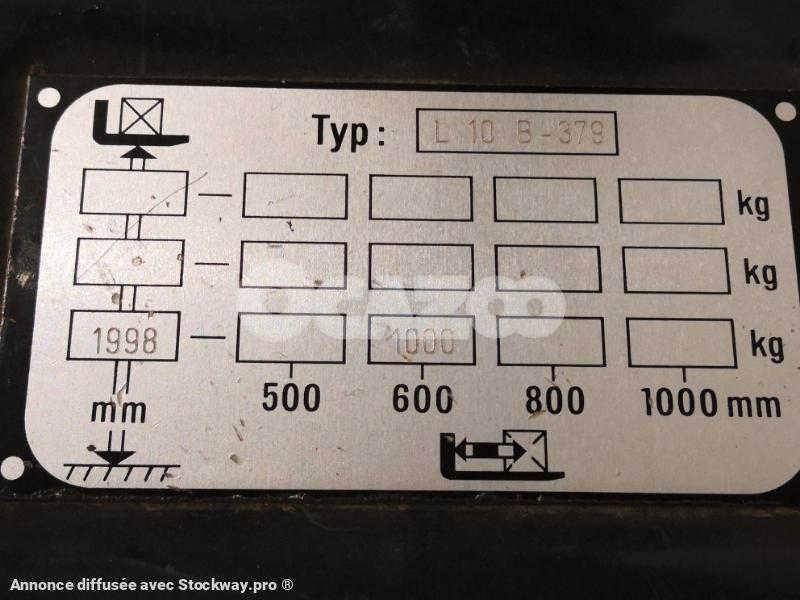 Typ: L 10 B-379
kg
kg
1998 1000 kg
mm 500 600 800 1000 mm
OCAZOO
Annonce diffusée avec Stockway.pro ®